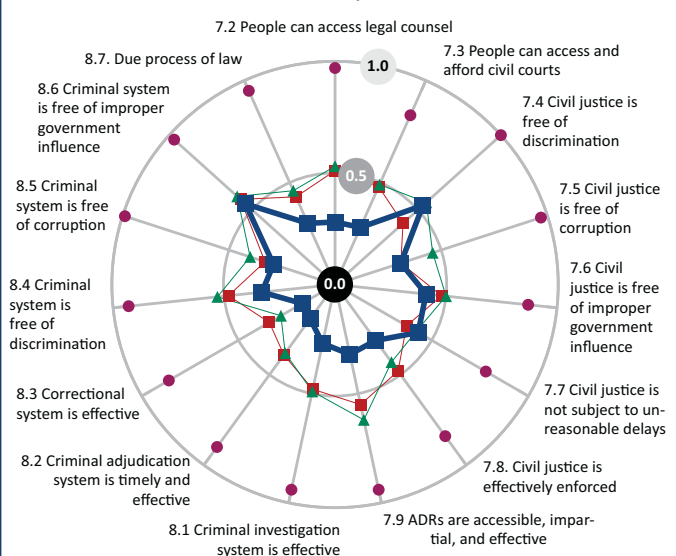 7.2 People can access legal counsel
7.3 People can access and
afford civil courts
7.4 Civil justice is
free of
discrimination
7.5 Civil justice
is free of
corruption
7.6 Civil
justice is free
of improper
government
influence
7.7 Civil justice is
not subject to un-
reasonable delays
7.8. Civil justice is
effectively enforced
7.9 ADRs are accessible, impar-
tial, and effective
8.1 Criminal investigation
system is effective
8.2 Criminal adjudication
system is timely and
effective
8.3 Correctional
system is effective
8.4 Criminal
system is
free of
discrimination
8.5 Criminal
system is free
of corruption
8.6 Criminal system
is free of improper
government
influence
8.7. Due process of law
1.0
0.5
0.0